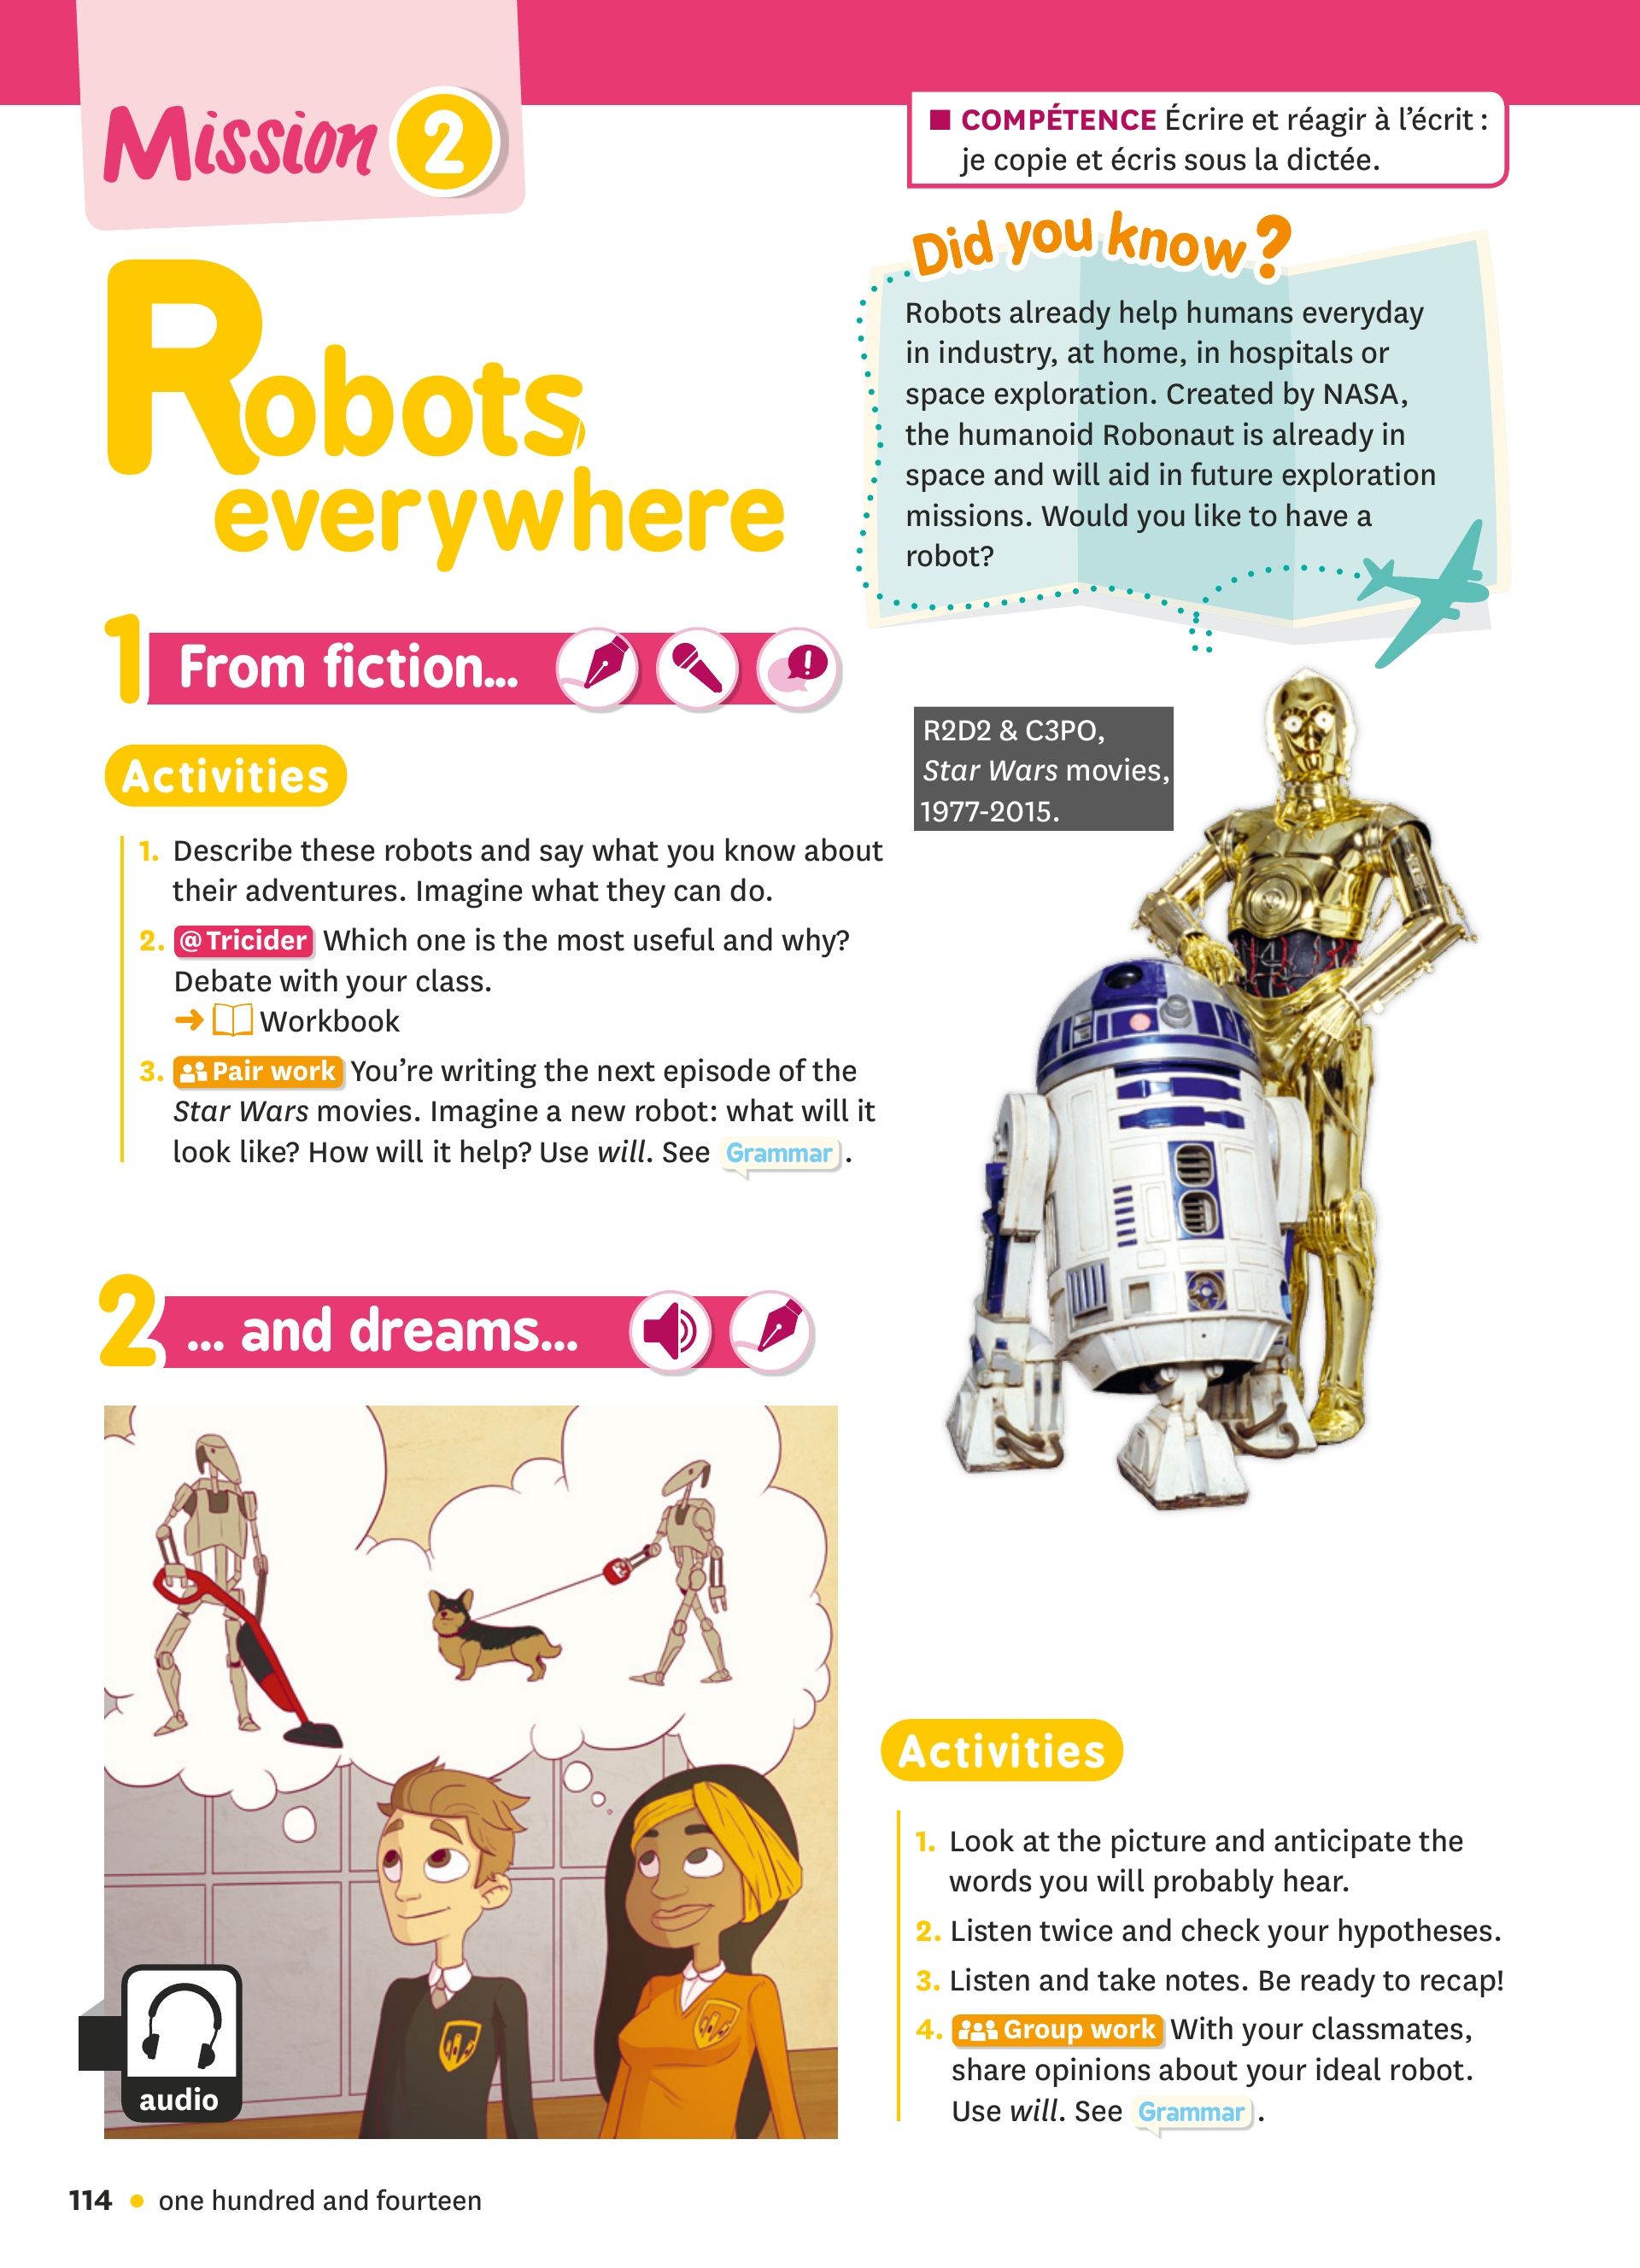 Mission 2
■ COMPÉTENCE Écrire et réagir à l'écrit :
je copie et écris sous la dictée.
Did you know?
Robots already help humans everyday
in industry, at home, in hospitals or
space exploration. Created by NASA,
the humanoid Robonaut is already in
space and will aid in future exploration
missions. Would you like to have a
robot?
Robots
everywhere
1 From fiction...
Activities
1. Describe these robots and say what you know about
their adventures. Imagine what they can do.
2. @Tricider Which one is the most useful and why?
Debate with your class.
→ Workbook
3. Pair work You're writing the next episode of the
Star Wars movies. Imagine a new robot: what will it
look like? How will it help? Use will. See Grammar.
R2D2 & C3PO,
Star Wars movies,
1977-2015.
2 ... and dreams...
audio
Activities
1. Look at the picture and anticipate the
words you will probably hear.
2. Listen twice and check your hypotheses.
3. Listen and take notes. Be ready to recap!
4. Group work With your classmates,
share opinions about your ideal robot.
Use will. See Grammar.
114 • one hundred and fourteen